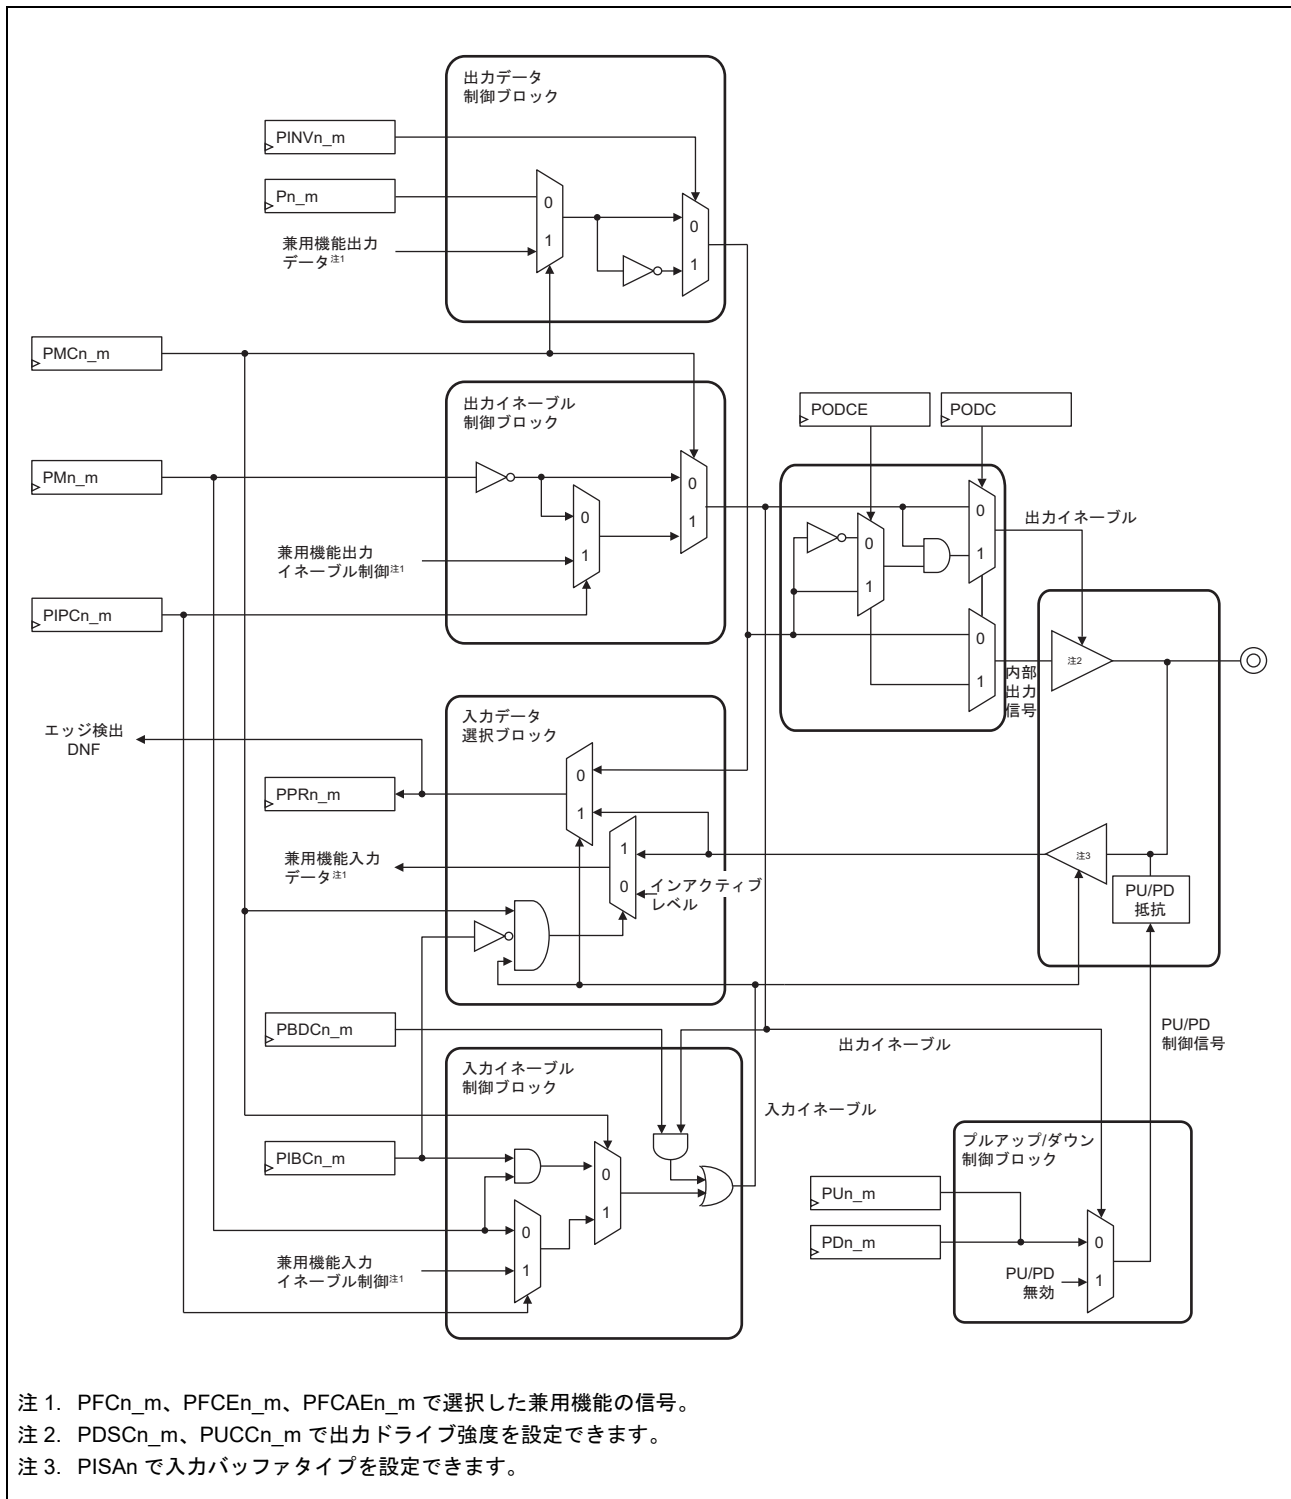 出力データ
制御ブロック
PINVn_m
Pn_m
0
1
0
1
兼用機能出力
データ注1
PMCn_m
出力イネーブル
制御ブロック
PODCE
PODC
PMn_m
0
1
0
1
兼用機能出力
イネーブル制御注1
PIPCn_m
0
1
0
1
0
1
出力イネーブル
内部
出力
信号
注2
入力データ
選択ブロック
エッジ検出
DNF
PPRn_m
0
1
兼用機能入力
データ注1
1
0
インアクティブ
レベル
注3
PU/PD
抵抗
PBDCn_m
出力イネーブル
PU/PD
制御信号
入力イネーブル
制御ブロック
入力イネーブル
PIBCn_m
0
1
0
1
兼用機能入力
イネーブル制御注1
プルアップ/ダウン
制御ブロック
PUn_m
PDn_m
0
1
PU/PD
無効
注 1. PFCn_m、PFCEn_m、PFCAEn_m で選択した兼用機能の信号。
注 2. PDSCn_m、PUCCn_m で出力ドライブ強度を設定できます。
注 3. PISAn で入力バッファタイプを設定できます。